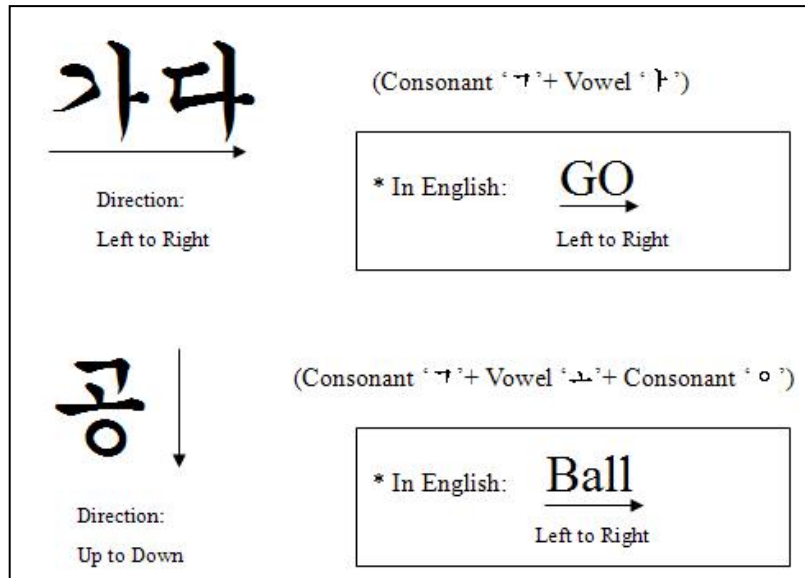 가다
(Consonant ‘ㄱ’+ Vowel ‘ㅏ’)
Direction:
Left to Right
* In English: GO
Left to Right
공
(Consonant ‘ㄱ’+ Vowel ‘ㅗ’+ Consonant ‘ㅇ’)
Direction:
Up to Down
* In English: Ball
Left to Right